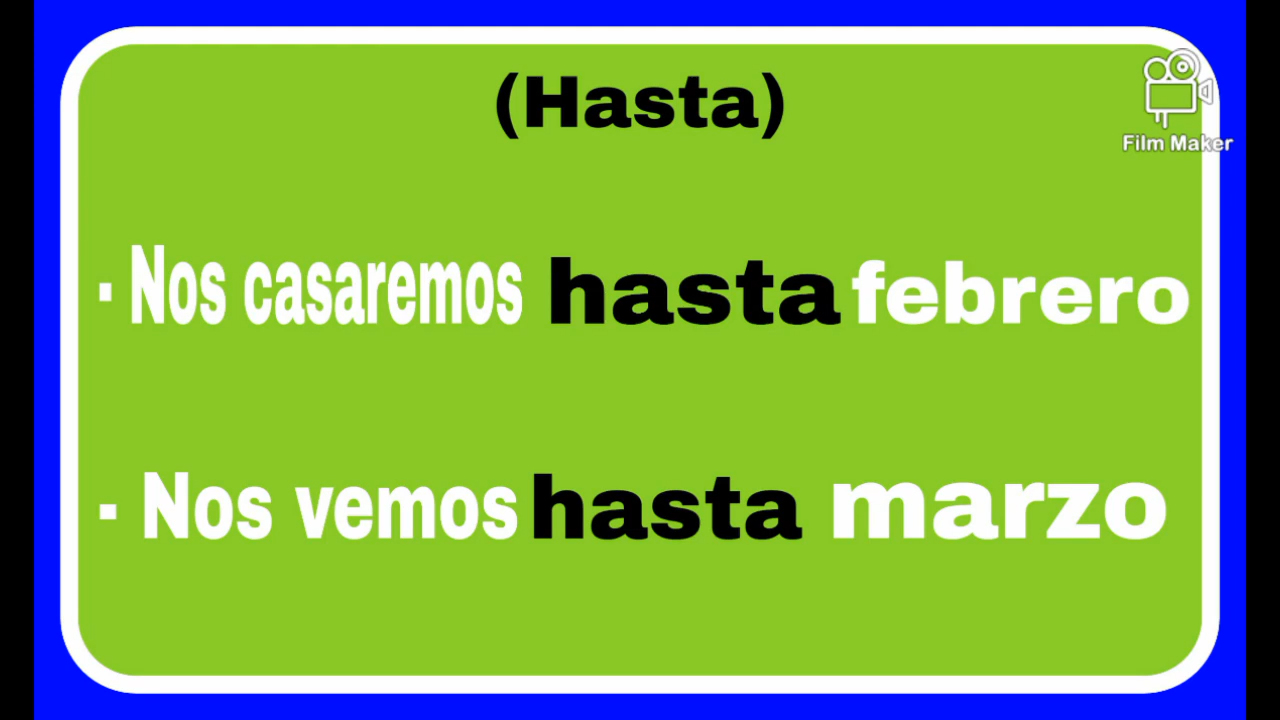 (Hasta)
Film Maker
· Nos casaremos hasta febrero
· Nos vemos hasta marzo